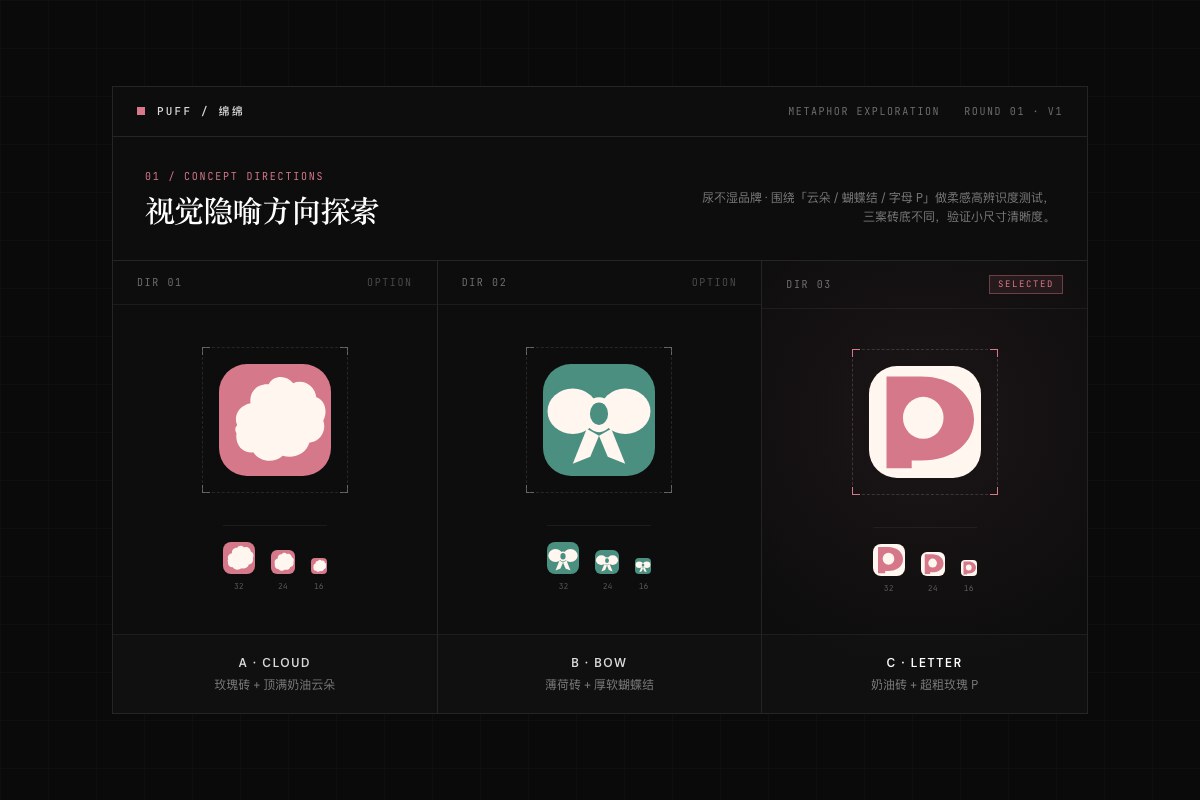 PUFF / 绵绵
METAPHOR EXPLORATION ROUND 01 · V1
01 / CONCEPT DIRECTIONS
视觉隐喻方向探索
尿不湿品牌 · 围绕「云朵 / 蝴蝶结 / 字母 P」做柔感高辨识度测试,
三案砖底不同，验证小尺寸清晰度。
DIR 01 OPTION
DIR 02 OPTION
DIR 03 SELECTED
P
32 24 16
32 24 16
32 24 16
A · CLOUD
玫瑰砖 + 顶满奶油云朵
B · BOW
薄荷砖 + 厚软蝴蝶结
C · LETTER
奶油砖 + 超粗玫瑰 P